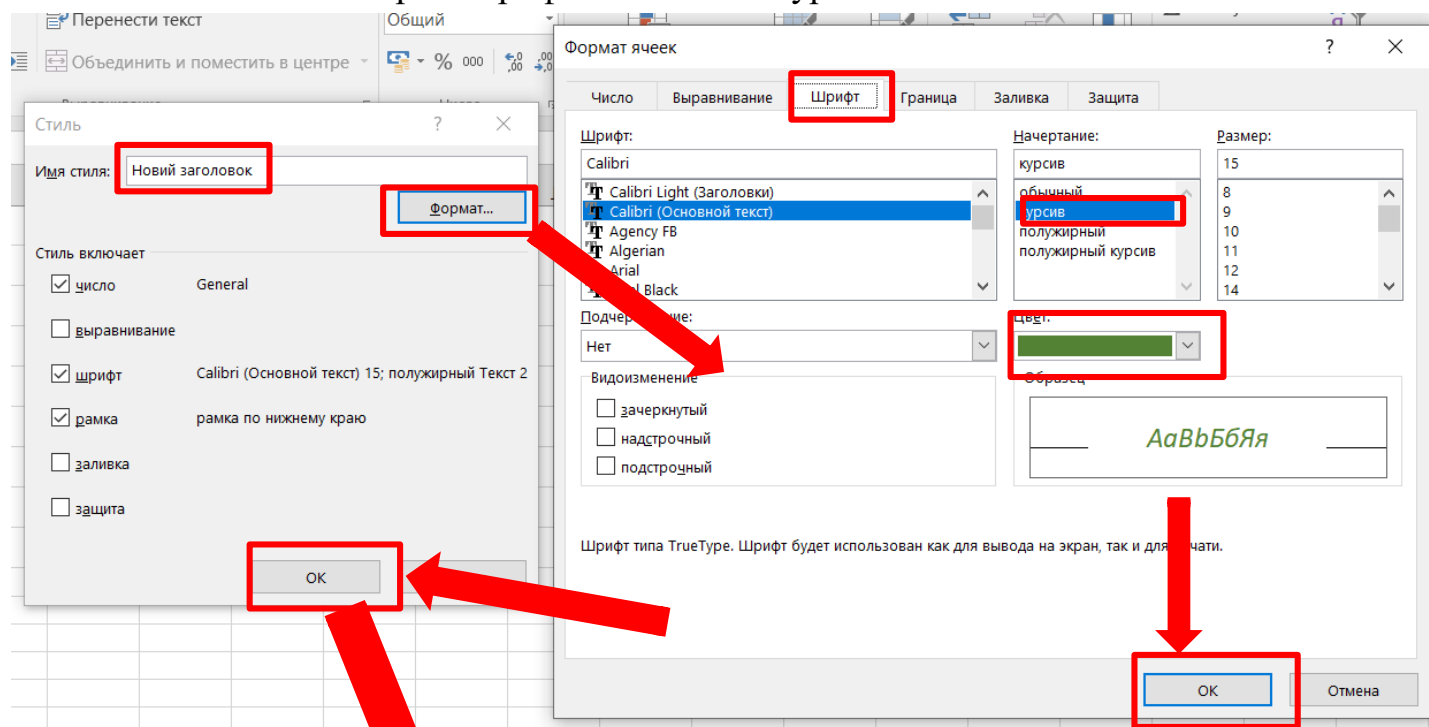 Перенести текст
Общий
Объединить и поместить в центре
% 000
Стиль ? ×
Имя стиля: Новий заголовок
Формат...
Стиль включает
число General
выравнивание
шрифт Calibri (Основной текст) 15; полужирный Текст 2
рамка рамка по нижнему краю
заливка
защита
ОК
Формат ячеек ? ×
Число Выравнивание Шрифт Граница Заливка Защита
Шрифт: Начертание: Размер:
Calibri курсив 15
Calibri Light (Заголовки) обычный 8
Calibri (Основной текст) курсив 9
Agency FB полужирный 10
Algerian полужирный курсив 11
Arial 12
Black 14
Цвет:
Нет
Видоизменение Образец
зачеркнутый
надстрочный
подстрочный
АаВbБбЯя
Шрифт типа TrueType. Шрифт будет использован как для вывода на экран, так и для
ОК Отмена